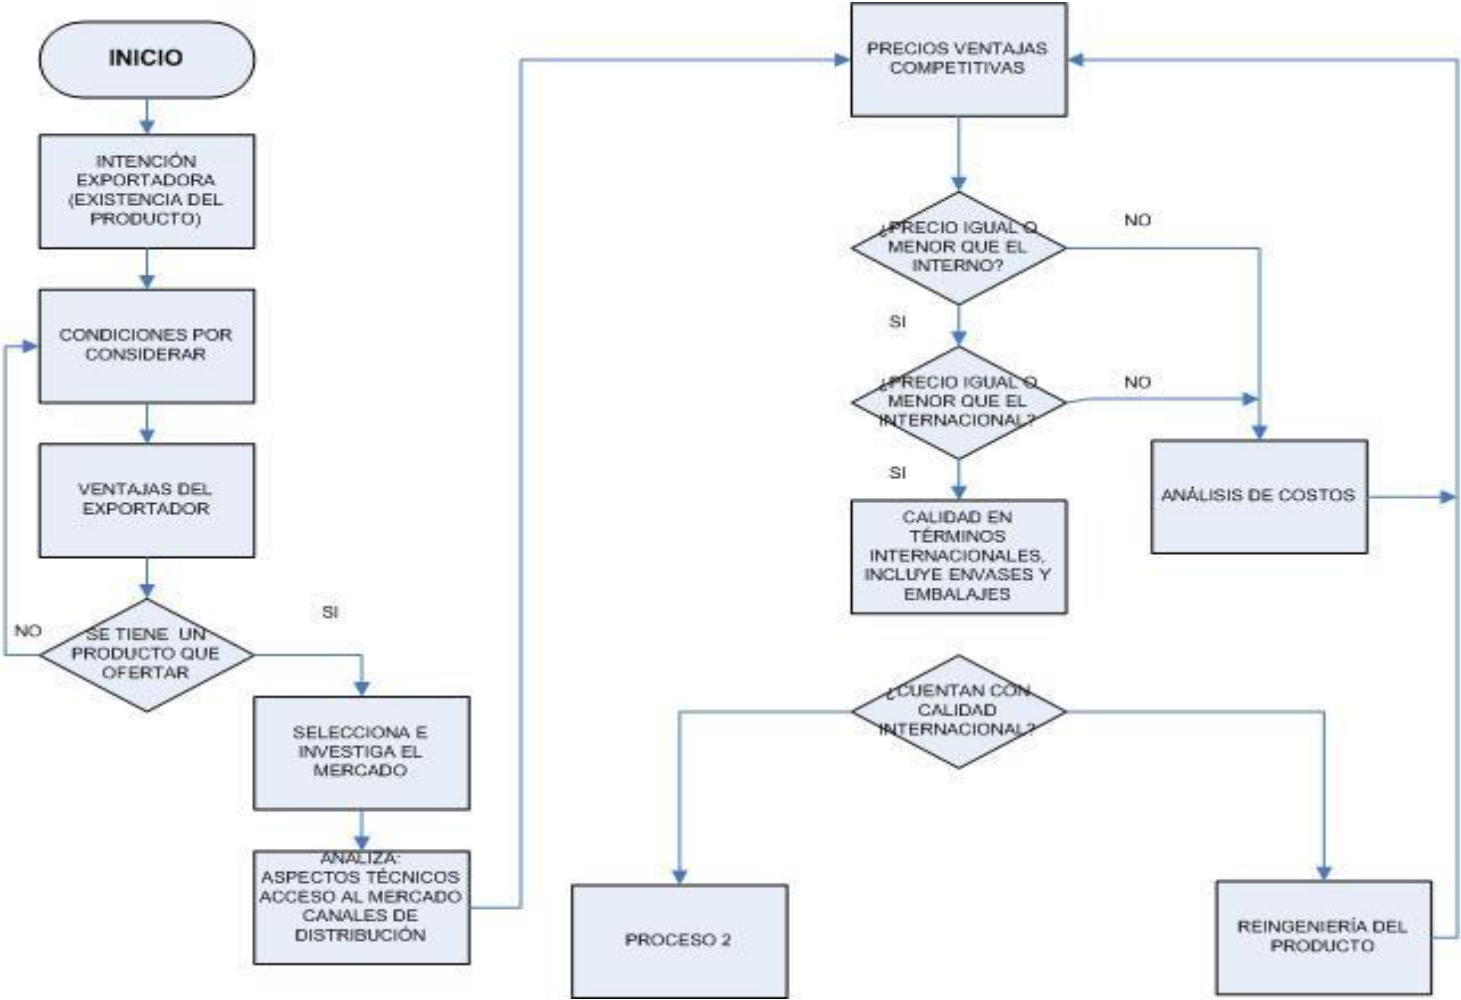 INICIO
INTENCIÓN
EXPORTADORA
(EXISTENCIA DEL
PRODUCTO)
CONDICIONES POR
CONSIDERAR
VENTAJAS DEL
EXPORTADOR
NO
SI
SE TIENE UN
PRODUCTO QUE
OFERTAR
SELECCIONA E
INVESTIGA EL
MERCADO
ANALIZA:
ASPECTOS TÉCNICOS
ACCESO AL MERCADO
CANALES DE
DISTRIBUCIÓN
PRECIOS VENTAJAS
COMPETITIVAS
¿PRECIO IGUAL O
MENOR QUE EL
INTERNO?
NO
SI
¿PRECIO IGUAL O
MENOR QUE EL
INTERNACIONAL?
NO
SI
ANÁLISIS DE COSTOS
CALIDAD EN
TÉRMINOS
INTERNACIONALES,
INCLUYE ENVASES Y
EMBALAJES
¿CUENTAN CON
CALIDAD
INTERNACIONAL?
PROCESO 2
REINGENIERÍA DEL
PRODUCTO